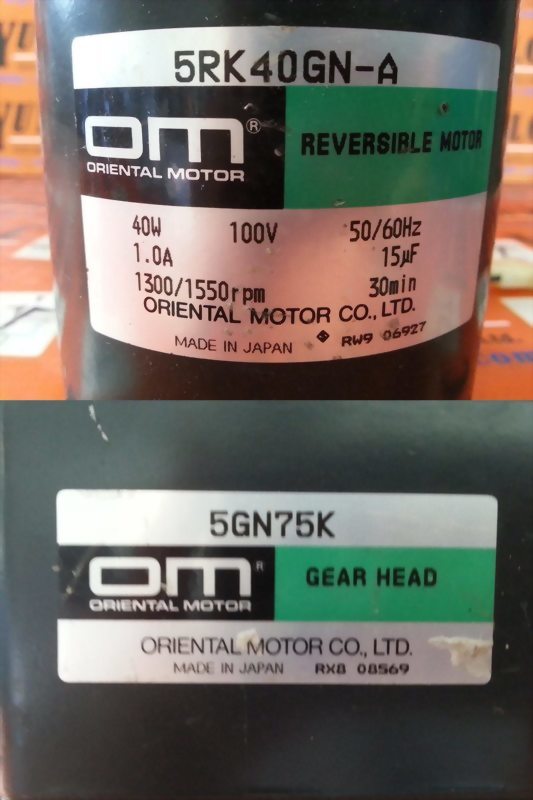 5RK40GN-A
om®
ORIENTAL MOTOR
REVERSIBLE MOTOR
40W 100V 50/60Hz
1.0A 15µF
1300/1550rpm 30min
ORIENTAL MOTOR CO., LTD.
MADE IN JAPAN RW9 06927
5GN75K
om®
ORIENTAL MOTOR
GEAR HEAD
ORIENTAL MOTOR CO., LTD.
MADE IN JAPAN RX8 08569